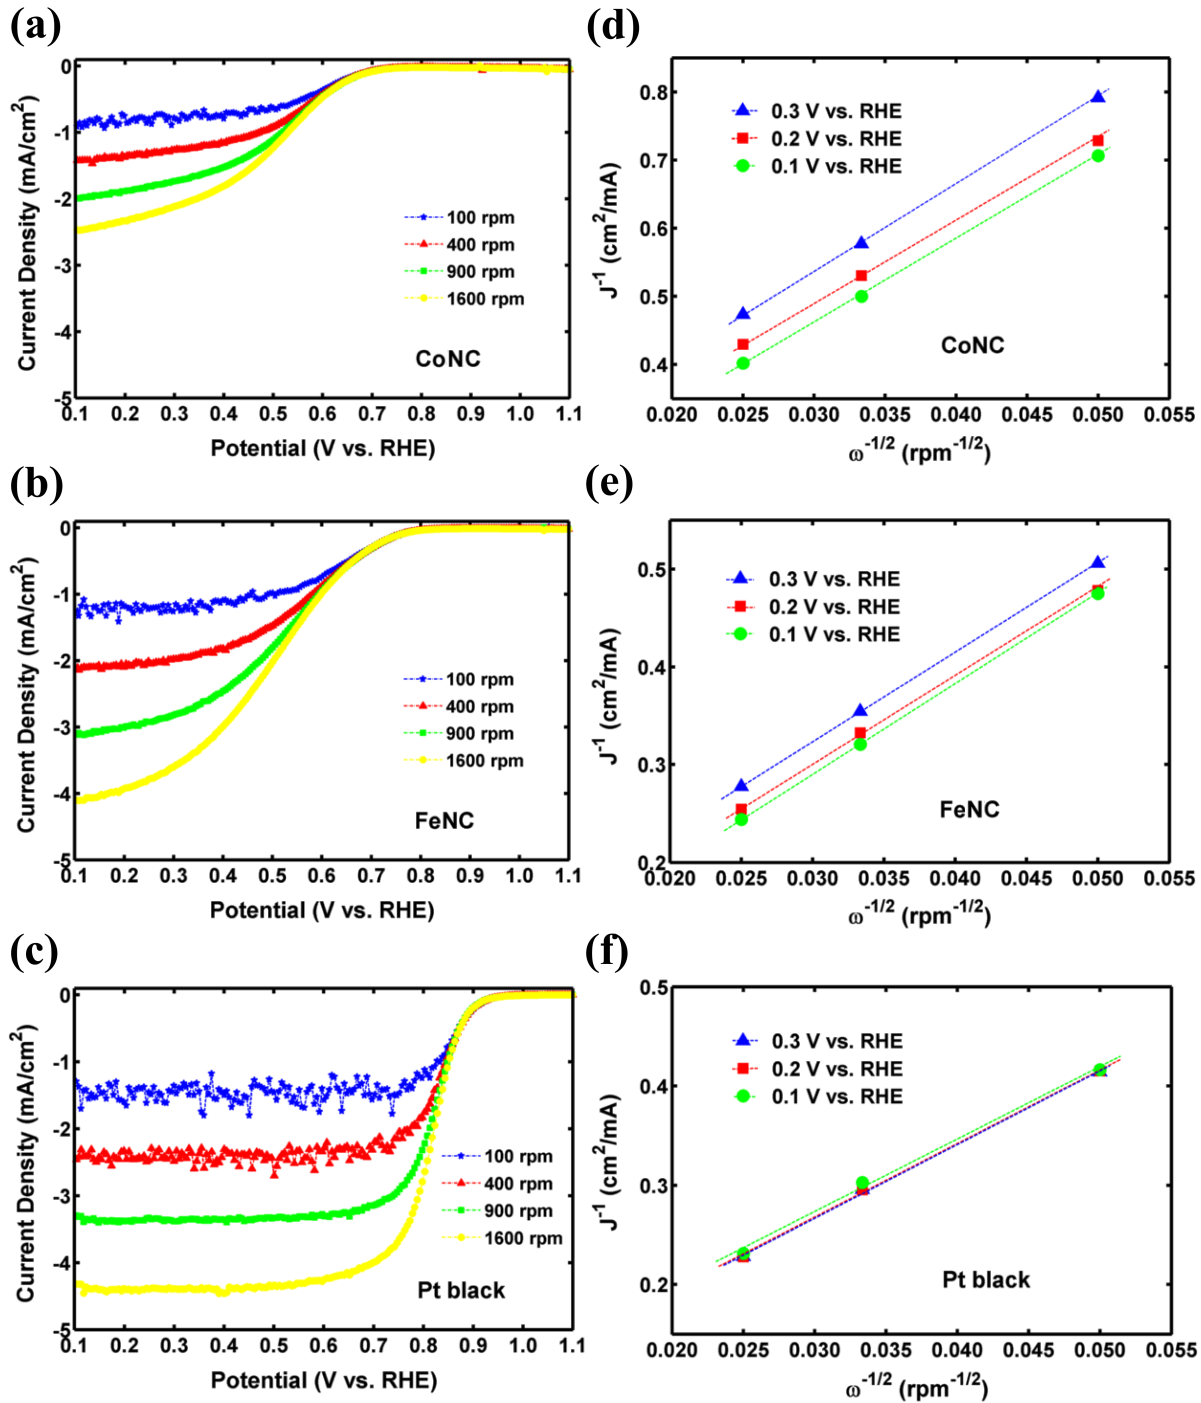 (a)
0
-1
-2
-3
-4
-5
0.1 0.2 0.3 0.4 0.5 0.6 0.7 0.8 0.9 1.0 1.1
Current Density (mA/cm²)
Potential (V vs. RHE)
100 rpm
400 rpm
900 rpm
1600 rpm
CoNC
(d)
0.8
0.7
0.6
0.5
0.4
0.020 0.025 0.030 0.035 0.040 0.045 0.050 0.055
J⁻¹ (cm²/mA)
ω⁻¹/² (rpm⁻¹/²)
0.3 V vs. RHE
0.2 V vs. RHE
0.1 V vs. RHE
CoNC
(b)
0
-1
-2
-3
-4
-5
0.1 0.2 0.3 0.4 0.5 0.6 0.7 0.8 0.9 1.0 1.1
Current Density (mA/cm²)
Potential (V vs. RHE)
100 rpm
400 rpm
900 rpm
1600 rpm
FeNC
(e)
0.5
0.4
0.3
0.2
0.020 0.025 0.030 0.035 0.040 0.045 0.050 0.055
J⁻¹ (cm²/mA)
ω⁻¹/² (rpm⁻¹/²)
0.3 V vs. RHE
0.2 V vs. RHE
0.1 V vs. RHE
FeNC
(c)
0
-1
-2
-3
-4
-5
0.1 0.2 0.3 0.4 0.5 0.6 0.7 0.8 0.9 1.0 1.1
Current Density (mA/cm²)
Potential (V vs. RHE)
100 rpm
400 rpm
900 rpm
1600 rpm
Pt black
(f)
0.5
0.4
0.3
0.2
0.020 0.025 0.030 0.035 0.040 0.045 0.050 0.055
J⁻¹ (cm²/mA)
ω⁻¹/² (rpm⁻¹/²)
0.3 V vs. RHE
0.2 V vs. RHE
0.1 V vs. RHE
Pt black